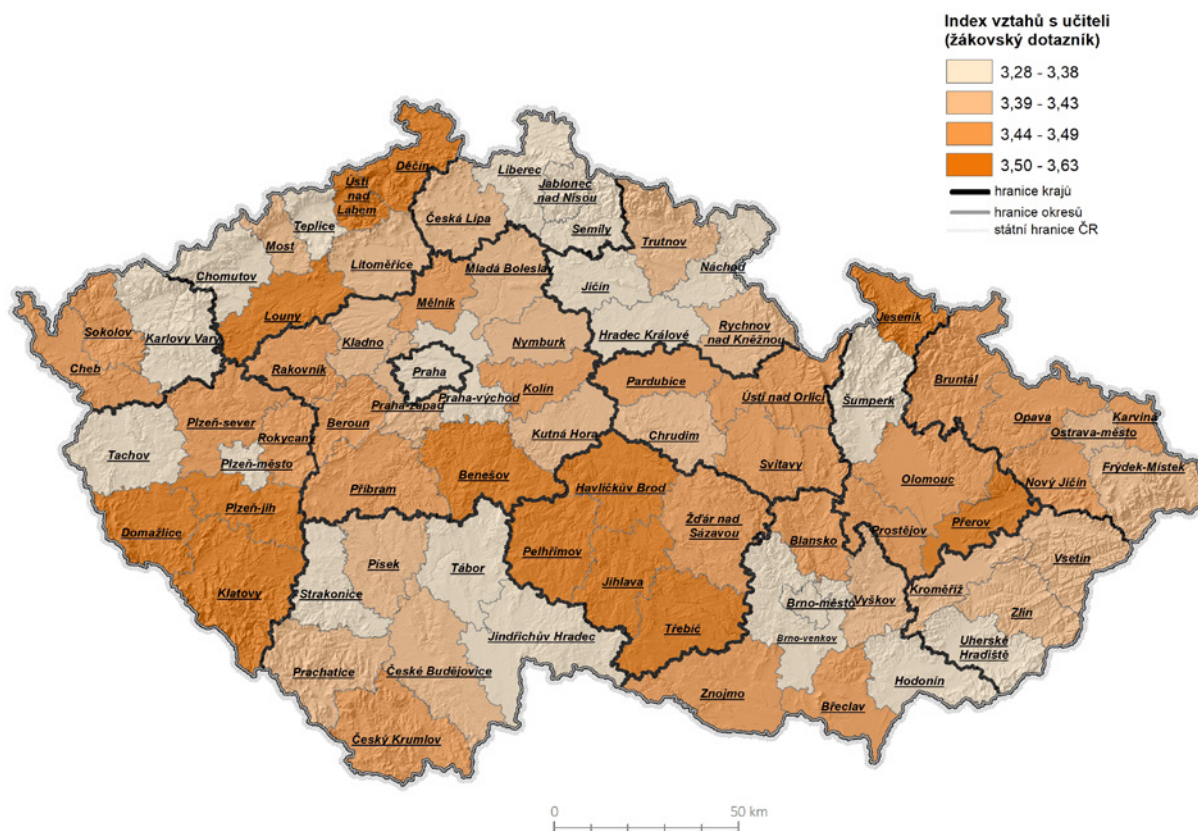 Index vztahů s učiteli
(žákovský dotazník)
3,28 - 3,38
3,39 - 3,43
3,44 - 3,49
3,50 - 3,63
hranice krajů
hranice okresů
státní hranice ČR
Děčín
Ústí
nad
Labem
Liberec
Jablonec
nad Nisou
Semily
Teplice
Česká Lípa
Trutnov
Most
Litoměřice
Mladá Boleslav
Náchod
Chomutov
Jičín
Louny
Mělník
Jeseník
Sokolov
Karlovy Vary
Kladno
Nymburk
Hradec Králové
Rychnov
nad Kněžnou
Cheb
Rakovník
Praha
Kolín
Pardubice
Bruntál
Praha-západ
Praha-východ
Ústí nad Orlicí
Šumperk
Plzeň-sever
Beroun
Opava
Karviná
Rokycany
Kutná Hora
Chrudim
Ostrava-město
Tachov
Plzeň-město
Svitavy
Frýdek-Místek
Příbram
Benešov
Olomouc
Nový Jičín
Havlíčkův Brod
Plzeň-jih
Žďár nad
Sázavou
Domažlice
Prostějov
Přerov
Blansko
Pelhřimov
Vsetín
Písek
Tábor
Jihlava
Klatovy
Strakonice
Kroměříž
Brno-město
Vyškov
Zlín
Třebíč
Jindřichův Hradec
Brno-venkov
Uherské
Hradiště
Prachatice
České Budějovice
Hodonín
Znojmo
Břeclav
Český Krumlov
0
50 km